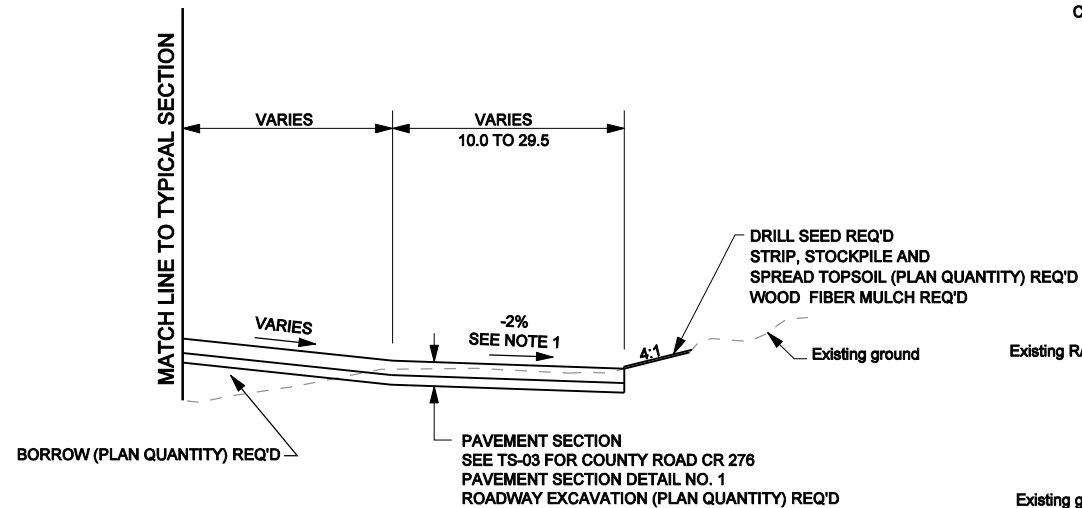 C
MATCH LINE TO TYPICAL SECTION
VARIES
VARIES
10.0 TO 29.5
DRILL SEED REQ'D
STRIP, STOCKPILE AND
SPREAD TOPSOIL (PLAN QUANTITY) REQ'D
WOOD FIBER MULCH REQ'D
VARIES
-2%
SEE NOTE 1
4:1
Existing ground
Existing R
BORROW (PLAN QUANTITY) REQ'D
PAVEMENT SECTION
SEE TS-03 FOR COUNTY ROAD CR 276
PAVEMENT SECTION DETAIL NO. 1
ROADWAY EXCAVATION (PLAN QUANTITY) REQ'D
Existing g